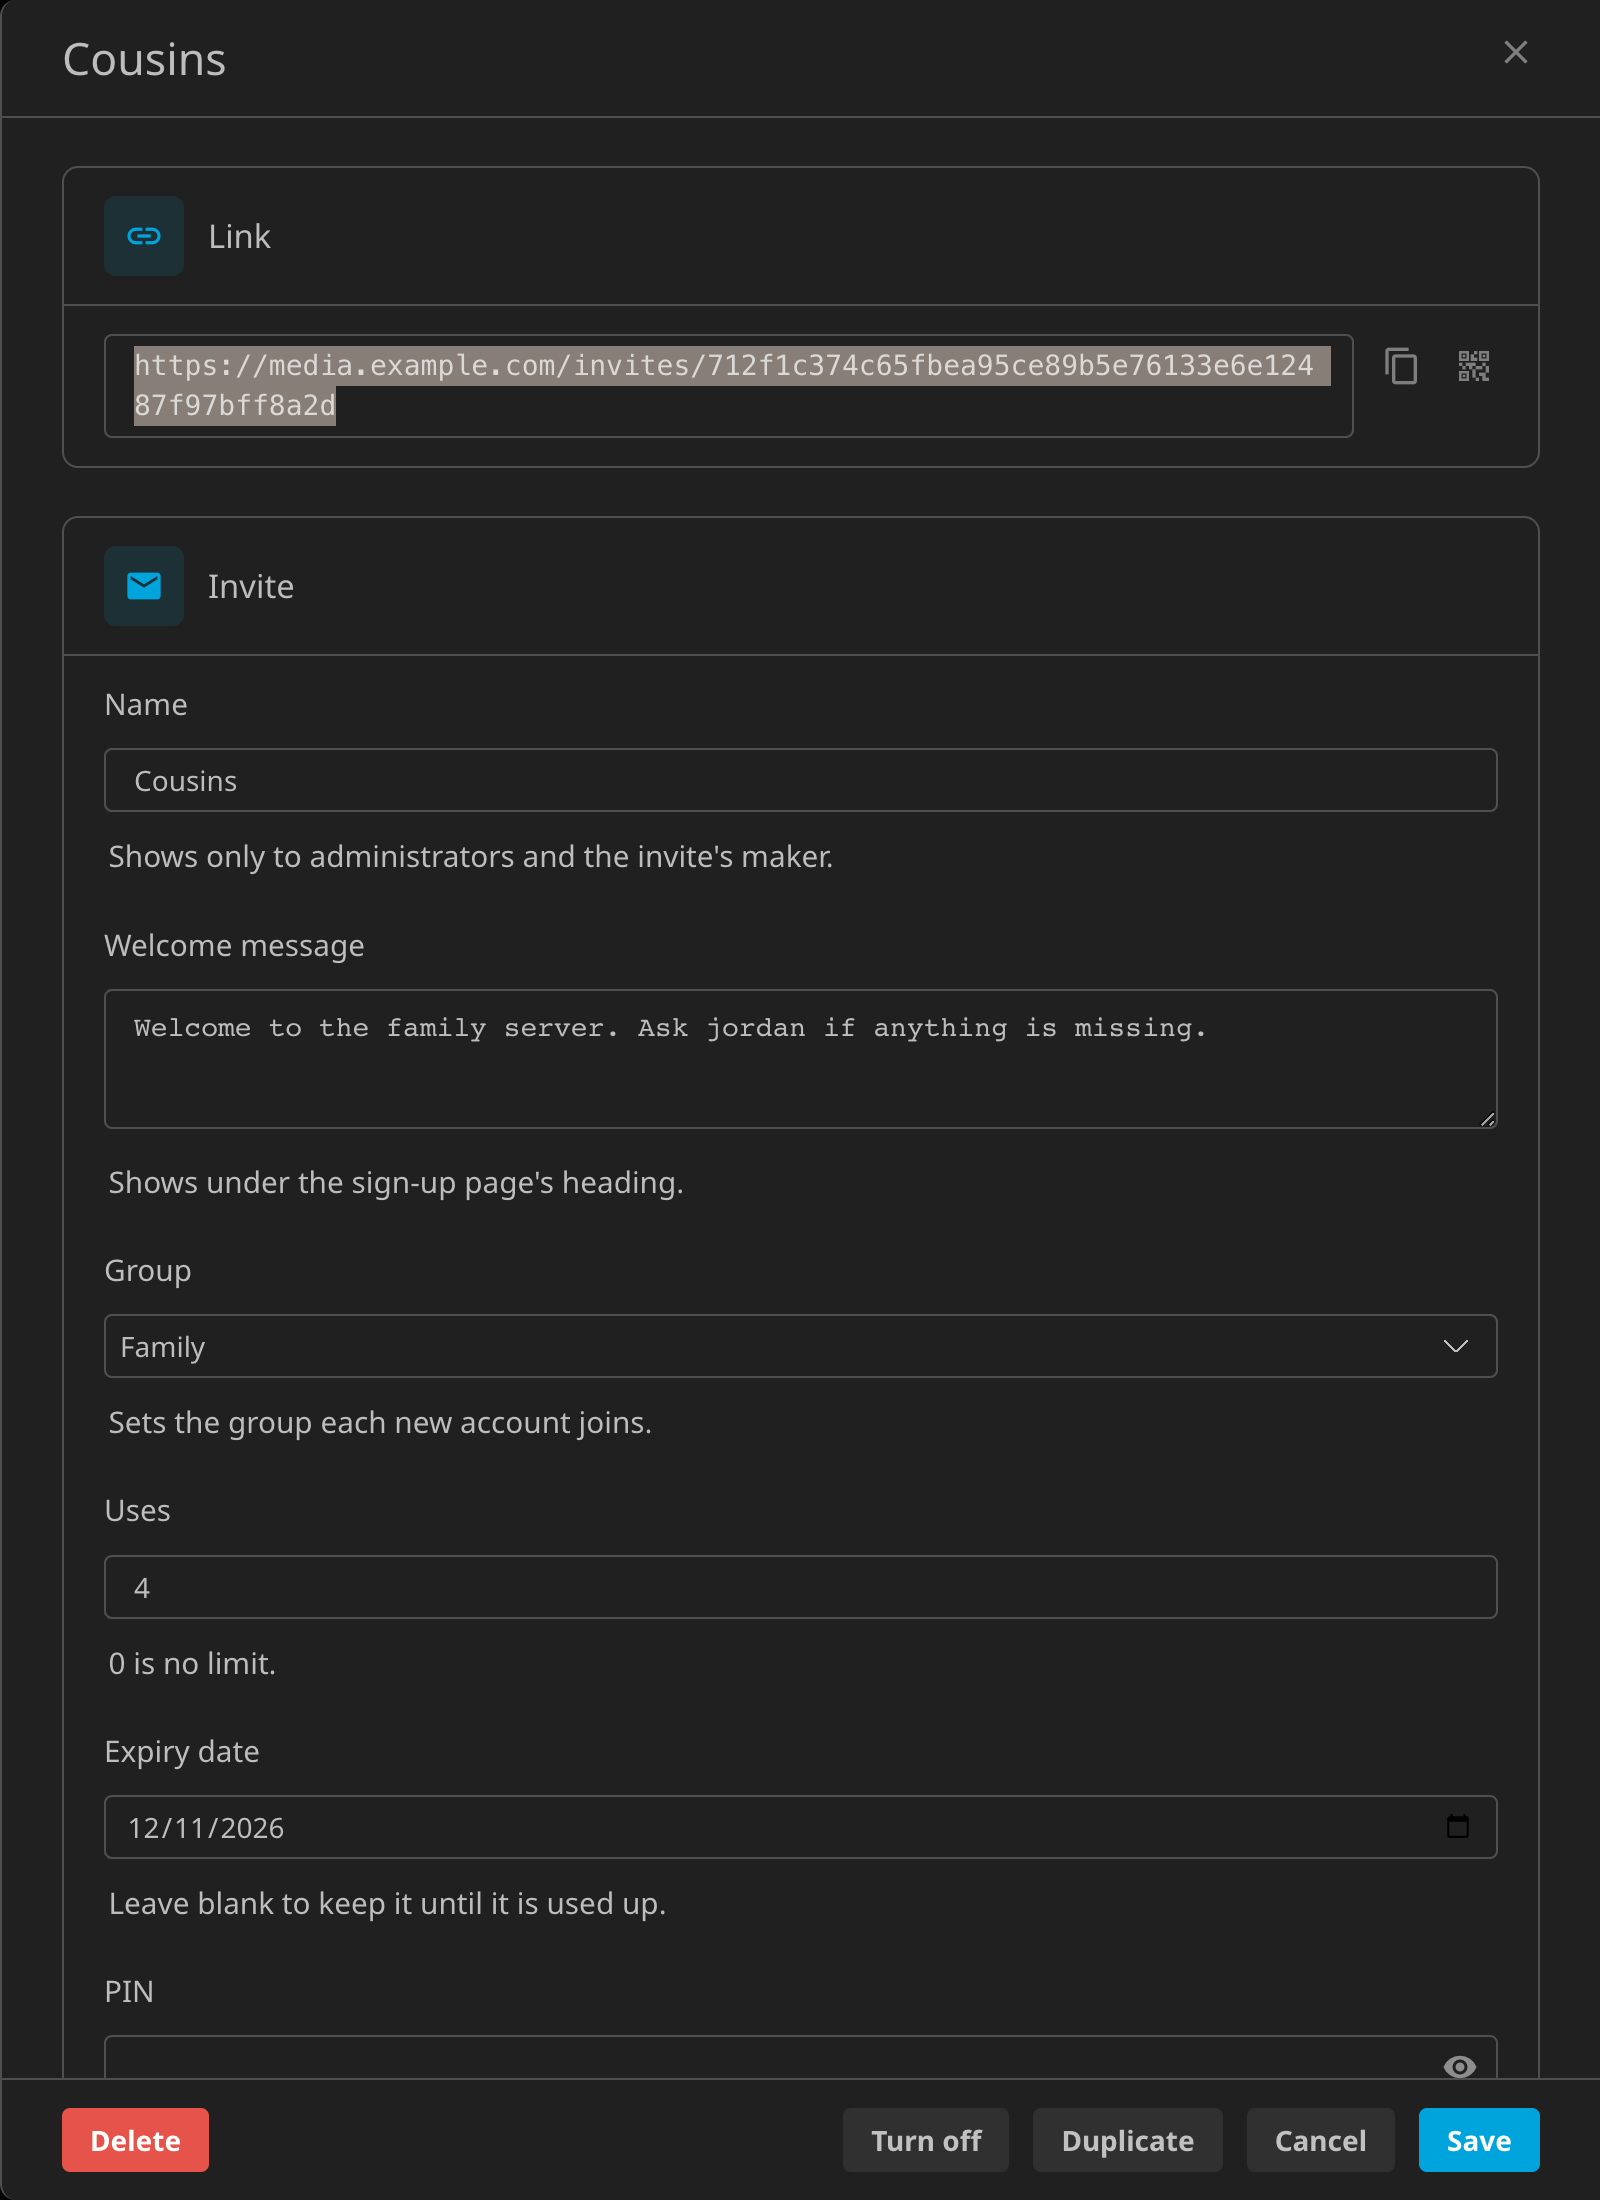 Cousins
Link
https://media.example.com/invites/712f1c374c65fbea95ce89b5e76133e6e124
87f97bff8a2d
Invite
Name
Cousins
Shows only to administrators and the invite's maker.
Welcome message
Welcome to the family server. Ask jordan if anything is missing.
Shows under the sign-up page's heading.
Group
Family
Sets the group each new account joins.
Uses
4
0 is no limit.
Expiry date
12/11/2026
Leave blank to keep it until it is used up.
PIN
Delete
Turn off
Duplicate
Cancel
Save